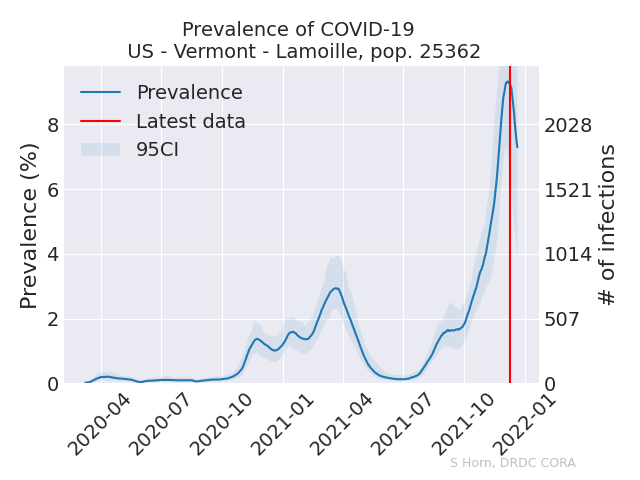 Prevalence of COVID-19
US - Vermont - Lamoille, pop. 25362
Prevalence
Latest data
95CI
Prevalence (%)
8
6
4
2
0
2028
1521
1014
507
0
# of infections
2020-04
2020-07
2020-10
2021-01
2021-04
2021-07
2021-10
2022-01
S Horn, DRDC CORA